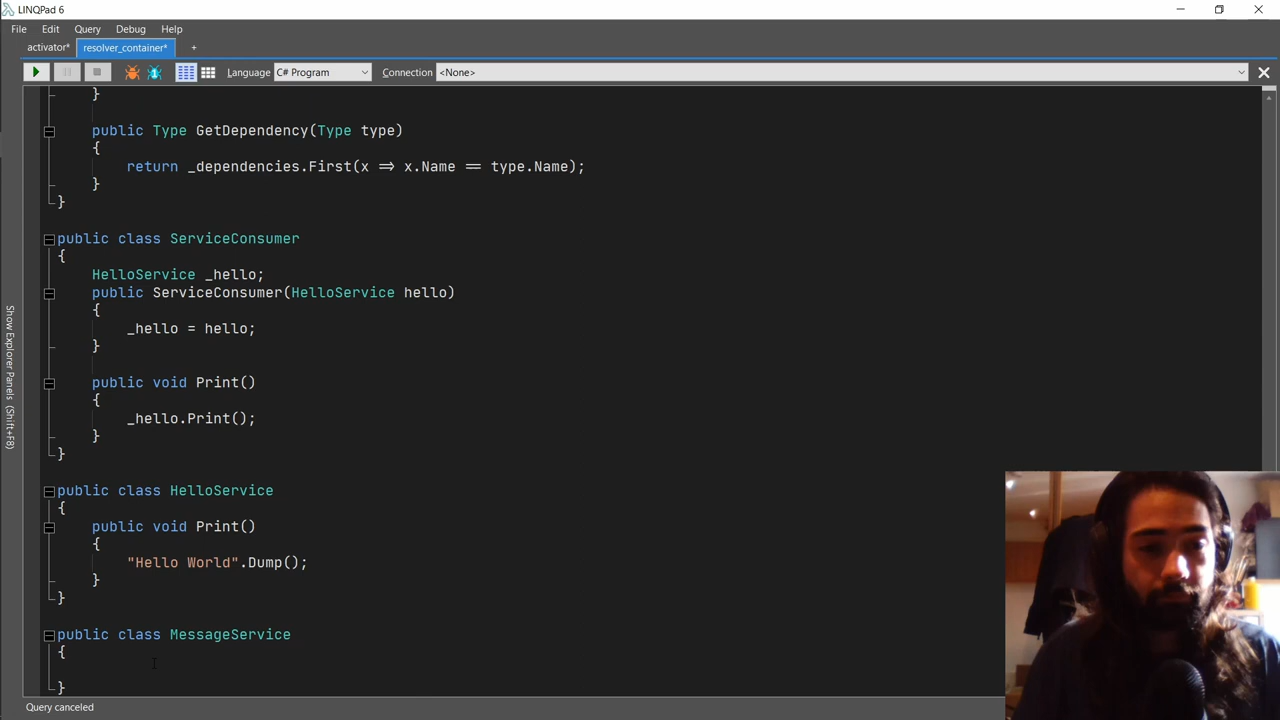 LINQPad 6
File Edit Query Debug Help
activator* resolver_container* +
Language C# Program Connection <None>
}
public Type GetDependency(Type type)
{
return _dependencies.First(x => x.Name == type.Name);
}
}
public class ServiceConsumer
{
HelloService _hello;
public ServiceConsumer(HelloService hello)
{
_hello = hello;
}
public void Print()
{
_hello.Print();
}
}
public class HelloService
{
public void Print()
{
"Hello World".Dump();
}
}
public class MessageService
{
}
Show Explorer Panels (Shift+F8)
Query canceled